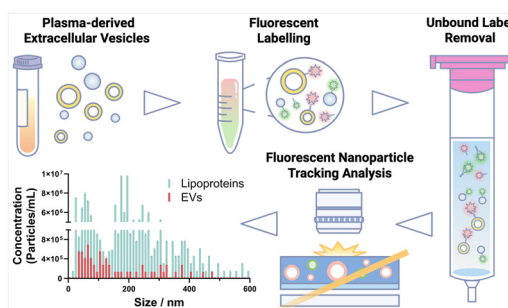 Plasma-derived
Extracellular Vesicles
Fluorescent
Labelling
Unbound Label
Removal
Fluorescent Nanoparticle
Tracking Analysis
Concentration
(Particles/mL)
1×10⁷
8×10⁶
6×10⁶
8×10⁵
4×10⁵
0
Lipoproteins
EVs
0 200 400 600
Size / nm